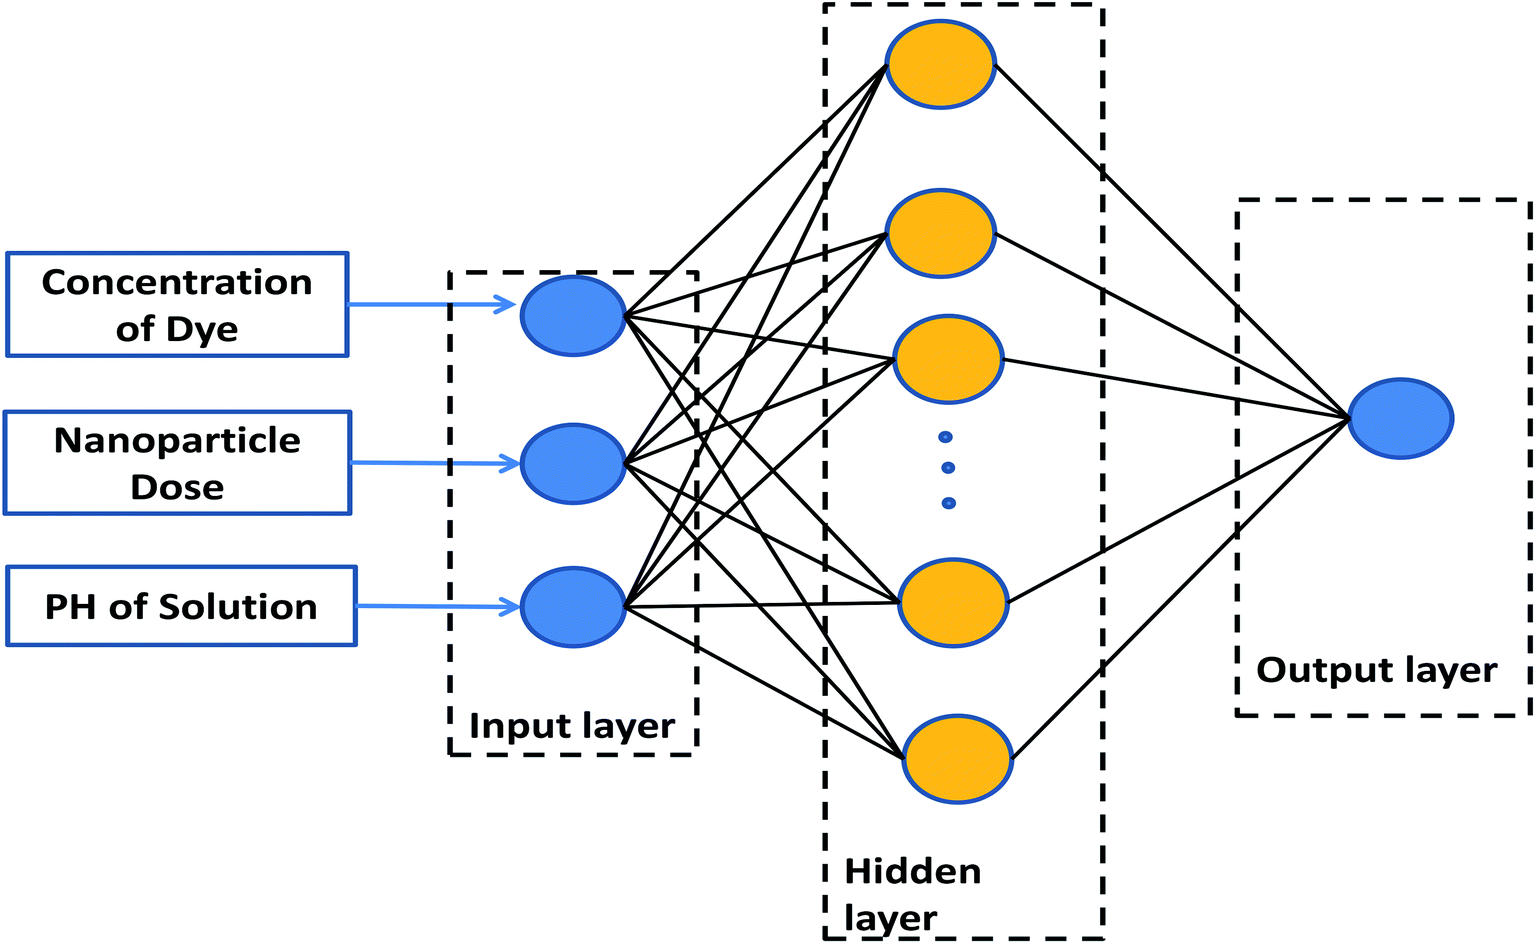 Concentration
of Dye
Nanoparticle
Dose
PH of Solution
Input layer
Hidden
layer
Output layer